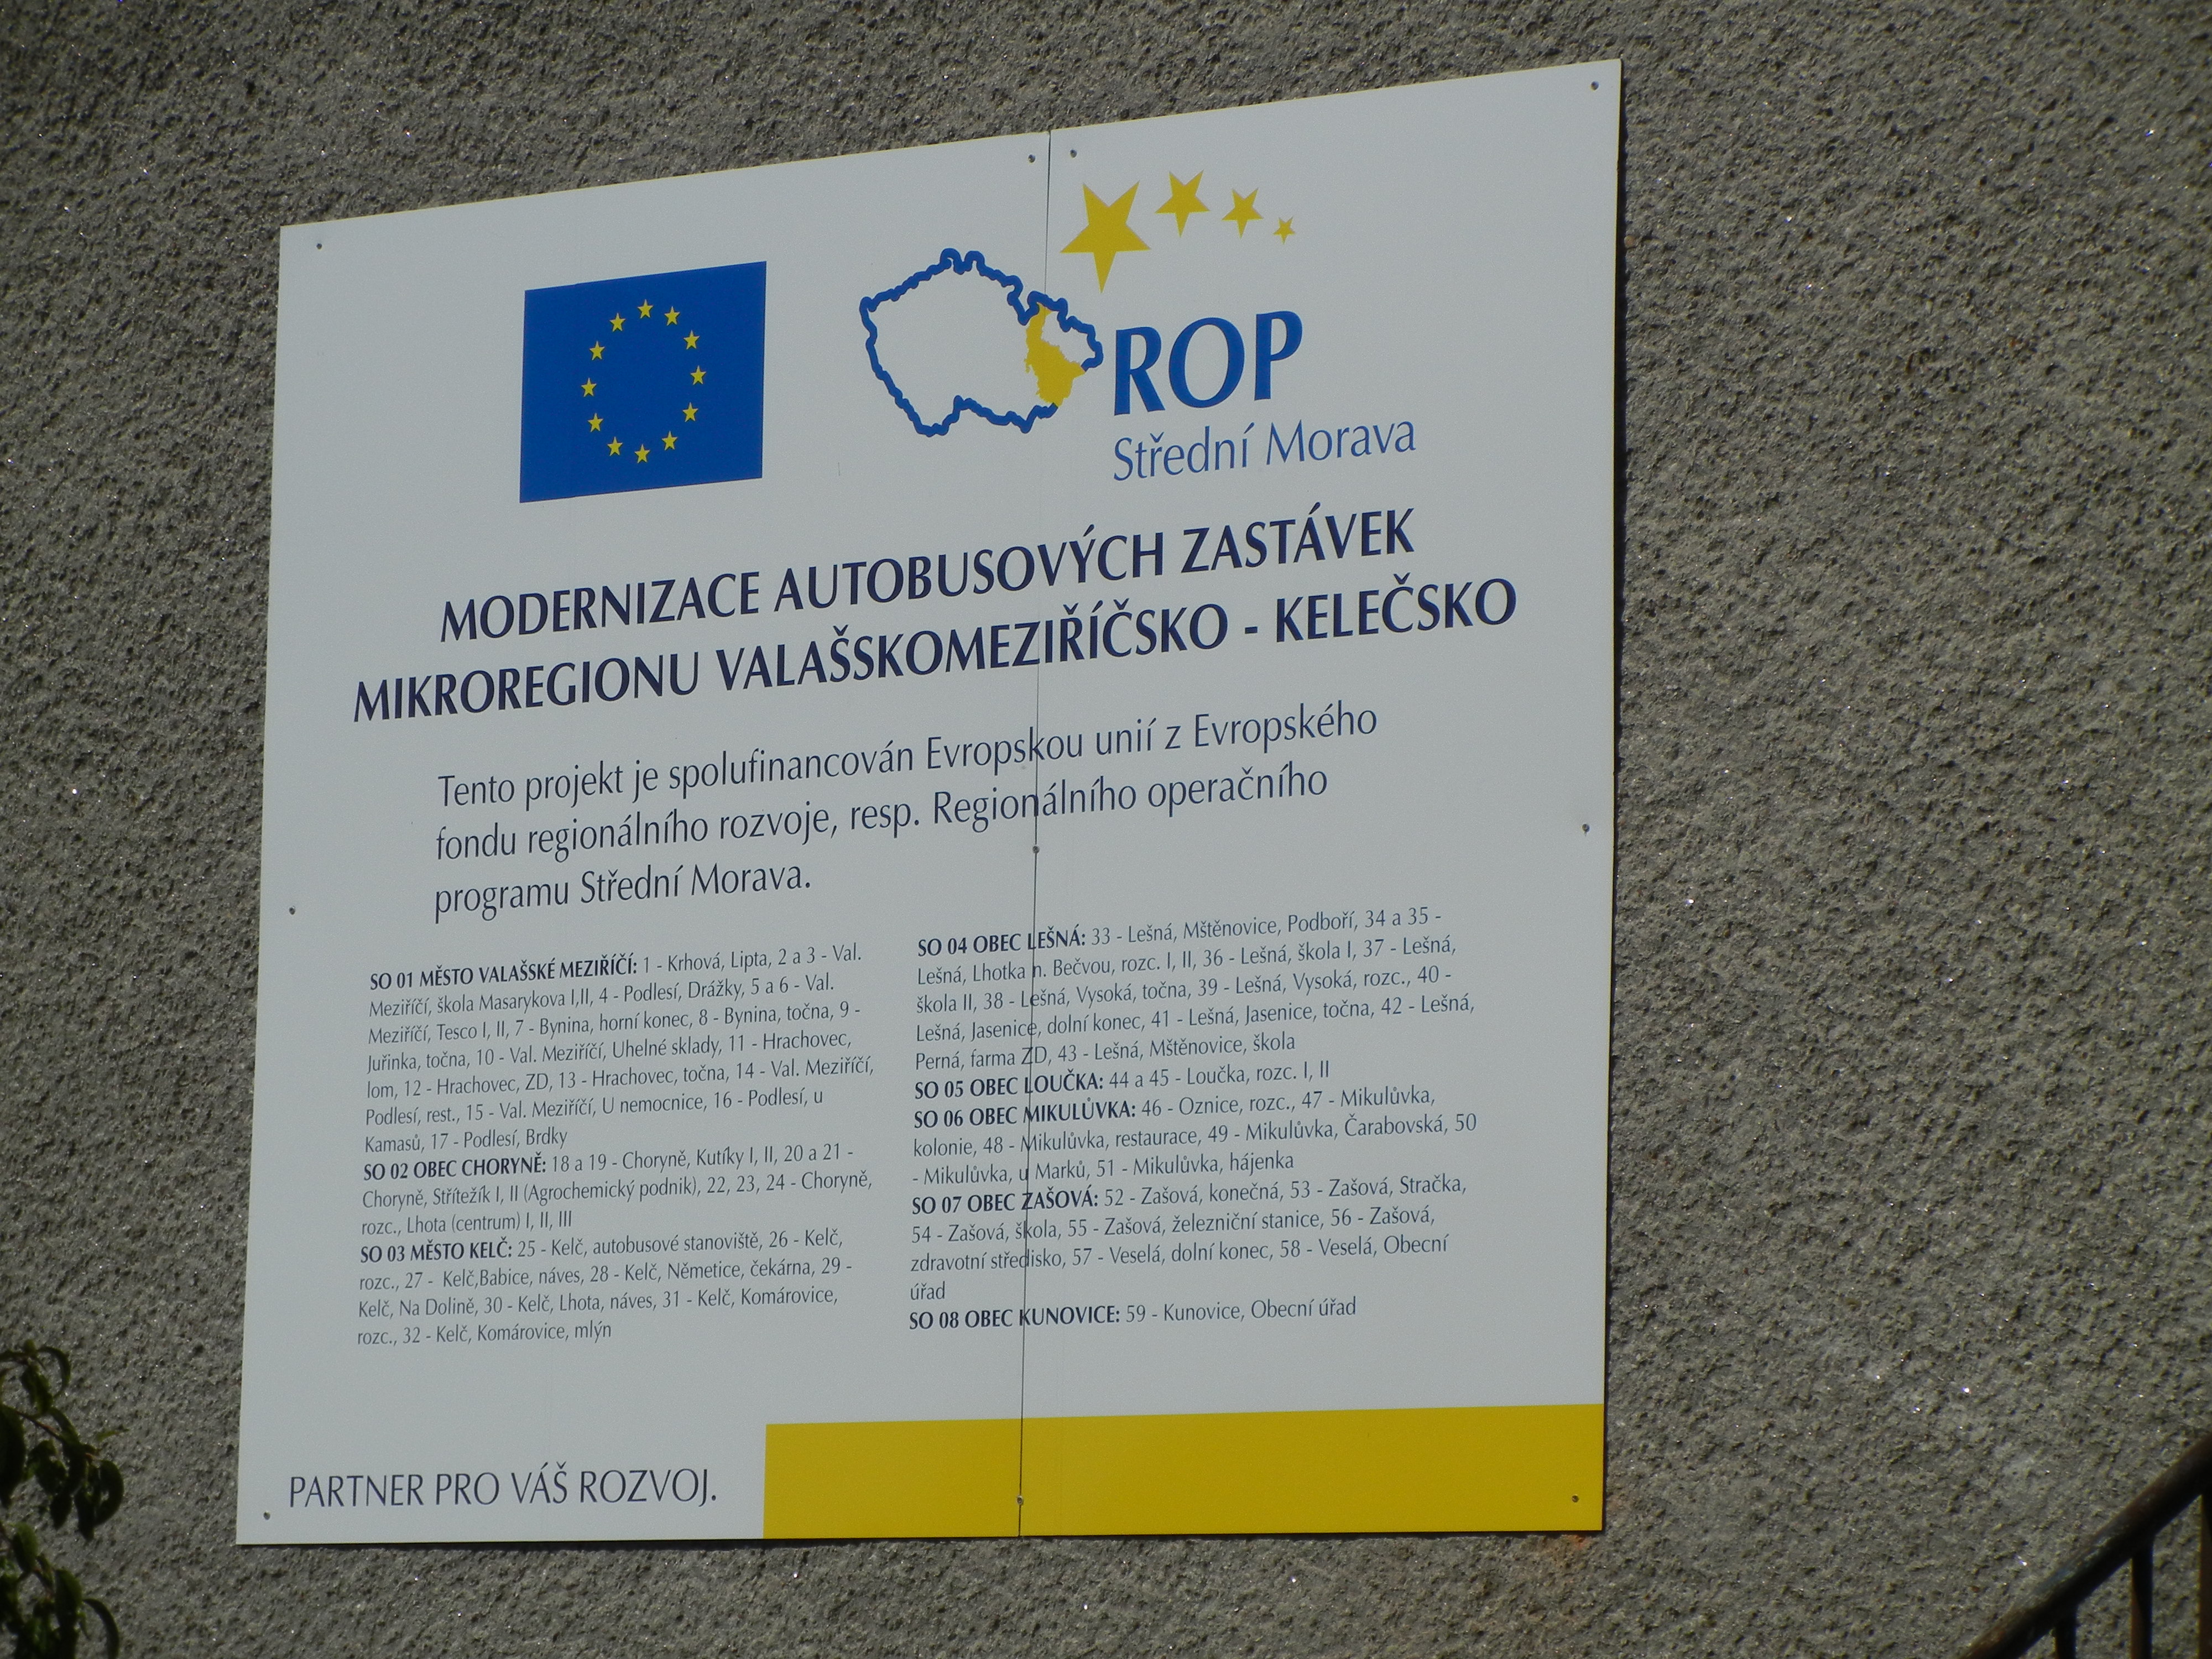 ROP
Střední Morava
MODERNIZACE AUTOBUSOVÝCH ZASTÁVEK
MIKROREGIONU VALAŠSKOMEZIŘÍČSKO - KELEČSKO
Tento projekt je spolufinancován Evropskou unií z Evropského
fondu regionálního rozvoje, resp. Regionálního operačního
programu Střední Morava.
SO 01 MĚSTO VALAŠSKÉ MEZIŘÍČÍ: 1 - Krhová, Lipta, 2 a 3 - Val.
Meziříčí, škola Masarykova I,II, 4 - Podlesí, Drážky, 5 a 6 - Val.
Meziříčí, Tesco I, II, 7 - Bynina, horní konec, 8 - Bynina, točna, 9 -
Juřinka, točna, 10 - Val. Meziříčí, Uhelné sklady, 11 - Hrachovec,
lom, 12 - Hrachovec, ZD, 13 - Hrachovec, točna, 14 - Val. Meziříčí,
Podlesí, rest., 15 - Val. Meziříčí, U nemocnice, 16 - Podlesí, u
Kamasů, 17 - Podlesí, Brdky
SO 02 OBEC CHORYNĚ: 18 a 19 - Choryně, Kutíky I, II, 20 a 21 -
Choryně, Střítežík I, II (Agrochemický podnik), 22, 23, 24 - Choryně,
rozc., Lhota (centrum) I, II, III
SO 03 MĚSTO KELČ: 25 - Kelč, autobusové stanoviště, 26 - Kelč,
rozc., 27 - Kelč,Babice, náves, 28 - Kelč, Němetice, čekárna, 29 -
Kelč, Na Dolině, 30 - Kelč, Lhota, náves, 31 - Kelč, Komárovice,
rozc., 32 - Kelč, Komárovice, mlýn
SO 04 OBEC LEŠNÁ: 33 - Lešná, Mštěnovice, Podboří, 34 a 35 -
Lešná, Lhotka n. Bečvou, rozc. I, II, 36 - Lešná, škola I, 37 - Lešná,
škola II, 38 - Lešná, Vysoká, točna, 39 - Lešná, Vysoká, rozc., 40 -
Lešná, Jasenice, dolní konec, 41 - Lešná, Jasenice, točna, 42 - Lešná,
Perná, farma ZD, 43 - Lešná, Mštěnovice, škola
SO 05 OBEC LOUČKA: 44 a 45 - Loučka, rozc. I, II
SO 06 OBEC MIKULŮVKA: 46 - Oznice, rozc., 47 - Mikulůvka,
kolonie, 48 - Mikulůvka, restaurace, 49 - Mikulůvka, Čarabovská, 50
- Mikulůvka, u Marků, 51 - Mikulůvka, hájenka
SO 07 OBEC ZAŠOVÁ: 52 - Zašová, konečná, 53 - Zašová, Stračka,
54 - Zašová, škola, 55 - Zašová, železniční stanice, 56 - Zašová,
zdravotní středisko, 57 - Veselá, dolní konec, 58 - Veselá, Obecní
úřad
SO 08 OBEC KUNOVICE: 59 - Kunovice, Obecní úřad
PARTNER PRO VÁŠ ROZVOJ.